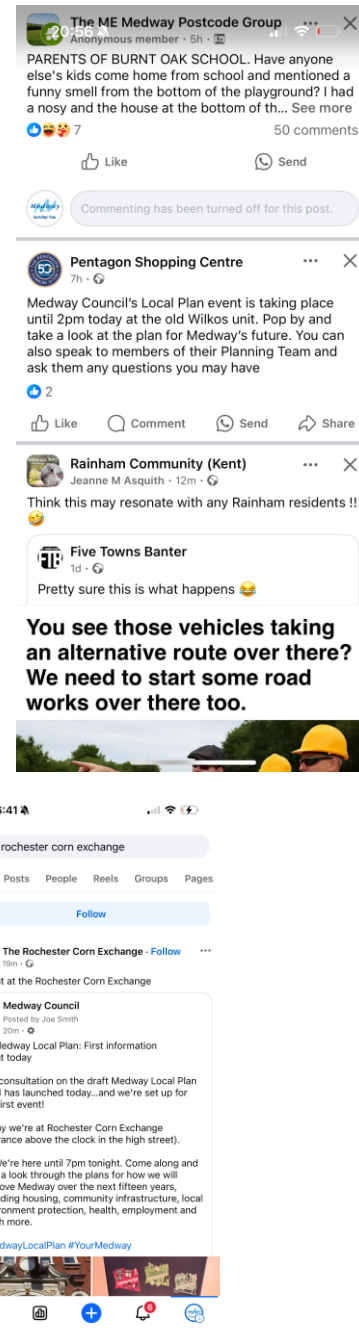 The ME Medway Postcode Group ...
20:56
Anonymous member · 5h ·
PARENTS OF BURNT OAK SCHOOL. Have anyone
else's kids come home from school and mentioned a
funny smell from the bottom of the playground? I had
a nosy and the house at the bottom of th... See more
7
50 comments
Like
Send
Commenting has been turned off for this post.
Pentagon Shopping Centre ...
7h ·
Medway Council's Local Plan event is taking place
until 2pm today at the old Wilkos unit. Pop by and
take a look at the plan for Medway's future. You can
also speak to members of their Planning Team and
ask them any questions you may have
2
Like
Comment
Send
Share
Rainham Community (Kent) ...
Jeanne M Asquith · 12m ·
Think this may resonate with any Rainham residents !!
🤣
FTB
Five Towns Banter
1d ·
Pretty sure this is what happens 😂
You see those vehicles taking
an alternative route over there?
We need to start some road
works over there too.
6:41
rochester corn exchange
Posts People Reels Groups Pages
Follow
The Rochester Corn Exchange · Follow ...
19m ·
t at the Rochester Corn Exchange
Medway Council
Posted by Joe Smith
20m ·
edway Local Plan: First information
t today
consultation on the draft Medway Local Plan
has launched today...and we're set up for
irst event!
y we're at Rochester Corn Exchange
rance above the clock in the high street).
e're here until 7pm tonight. Come along and
a look through the plans for how we will
ove Medway over the next fifteen years,
ding housing, community infrastructure, local
ronment protection, health, employment and
h more.
dwayLocalPlan #YourMedway
6